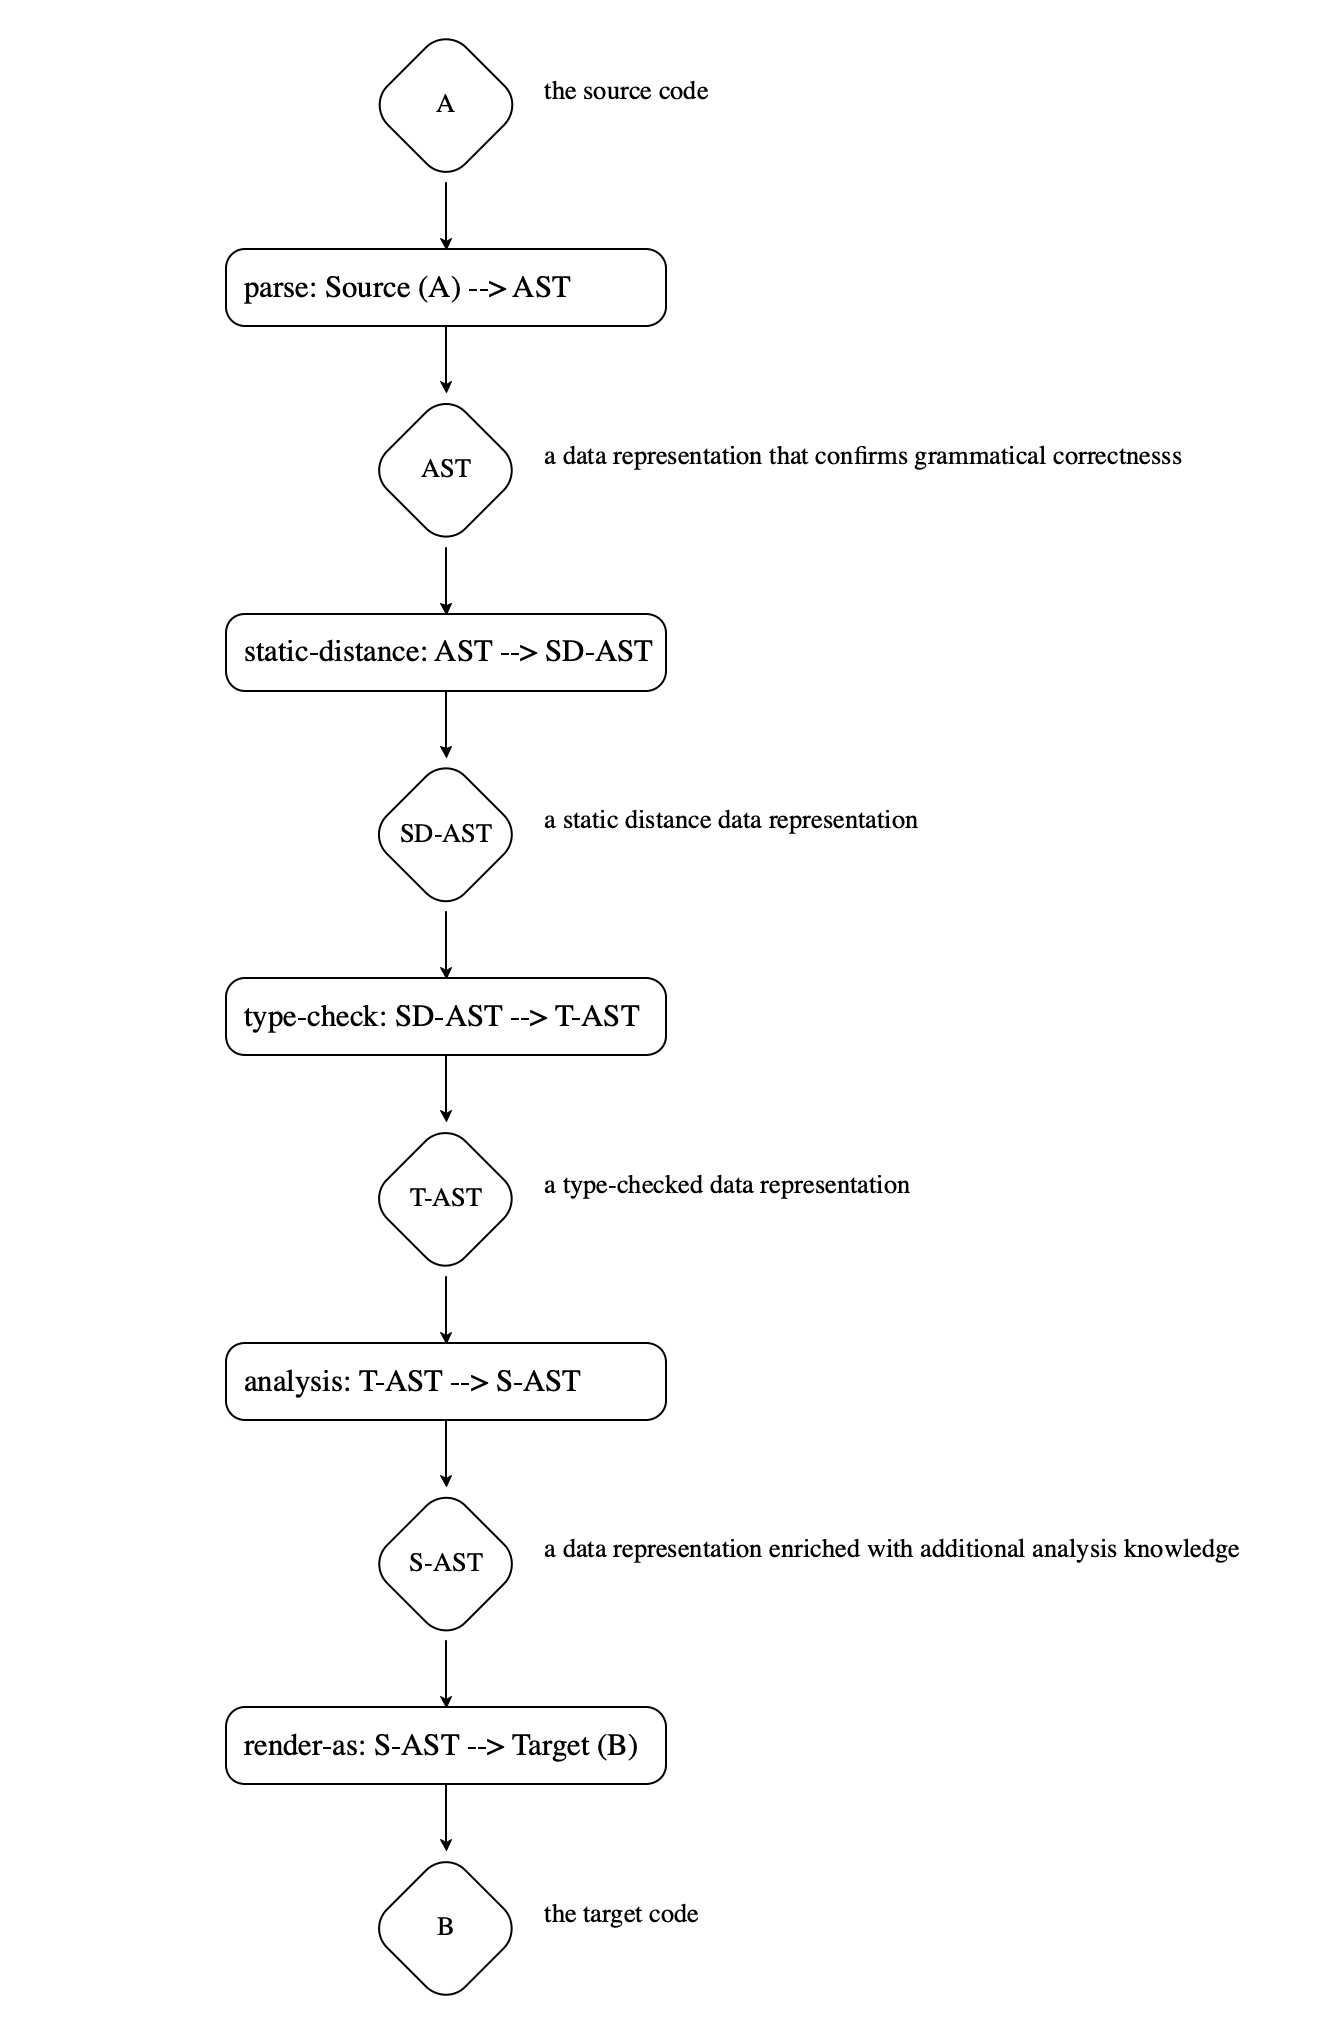 A
the source code
parse: Source (A) --> AST
AST
a data representation that confirms grammatical correctnesss
static-distance: AST --> SD-AST
SD-AST
a static distance data representation
type-check: SD-AST --> T-AST
T-AST
a type-checked data representation
analysis: T-AST --> S-AST
S-AST
a data representation enriched with additional analysis knowledge
render-as: S-AST --> Target (B)
B
the target code